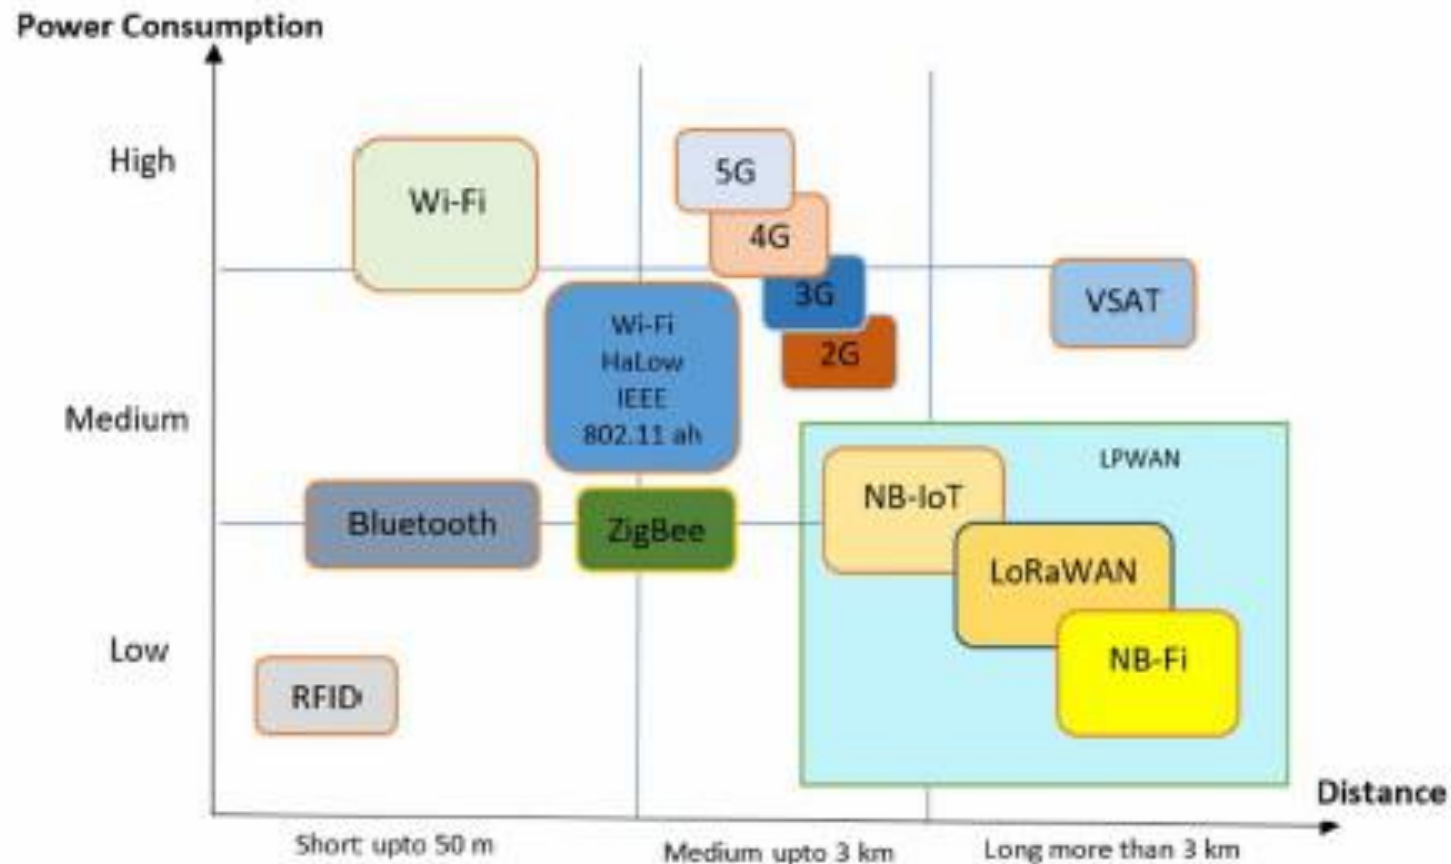 Power Consumption
High
Wi-Fi
5G
4G
3G
VSAT
2G
Wi-Fi
HaLow
IEEE
802.11 ah
Medium
LPWAN
NB-IoT
Bluetooth
ZigBee
LoRaWAN
Low
NB-Fi
RFID
Distance
Short upto 50 m
Medium upto 3 km
Long more than 3 km